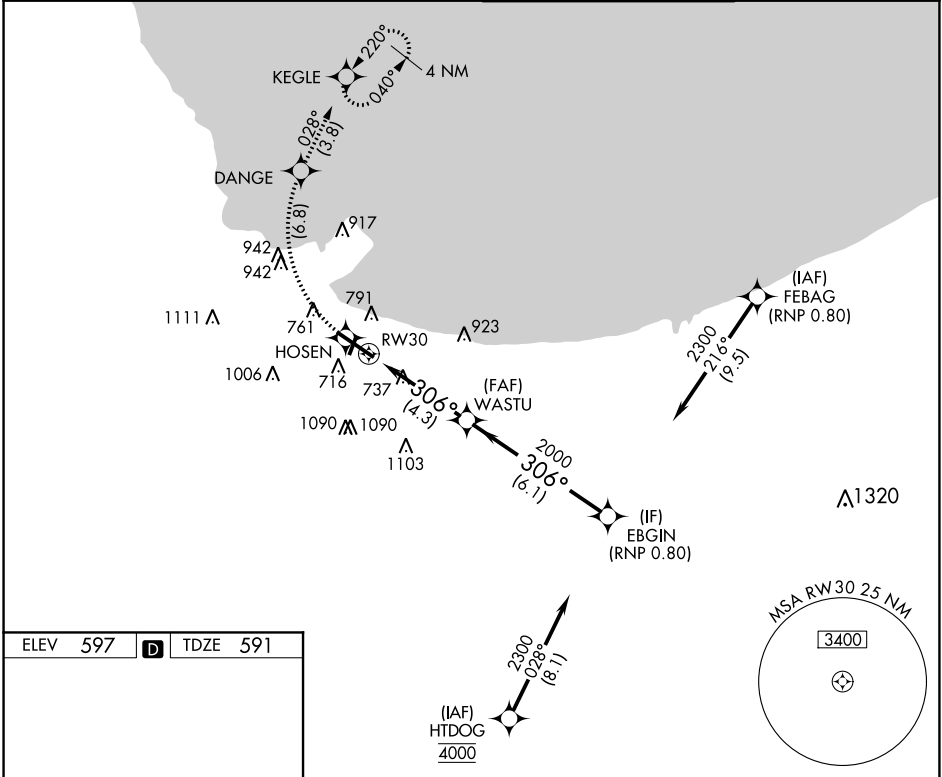 220°
KEGLE
040°
4 NM
028°
(3.8)
DANGE
(6.8)
917
942
942
(IAF)
FEBAG
(RNP 0.80)
1111
761
791
923
2300
216°
(9.5)
HOSEN
RW30
1006
716
737
306°
(4.3)
(FAF)
WASTU
1090
1090
1103
2000
306°
(6.1)
1320
(IF)
EBGIN
(RNP 0.80)
MSA RW30 25 NM
3400
ELEV 597 D TDZE 591
2300
028°
(8.1)
(IAF)
HTDOG
4000